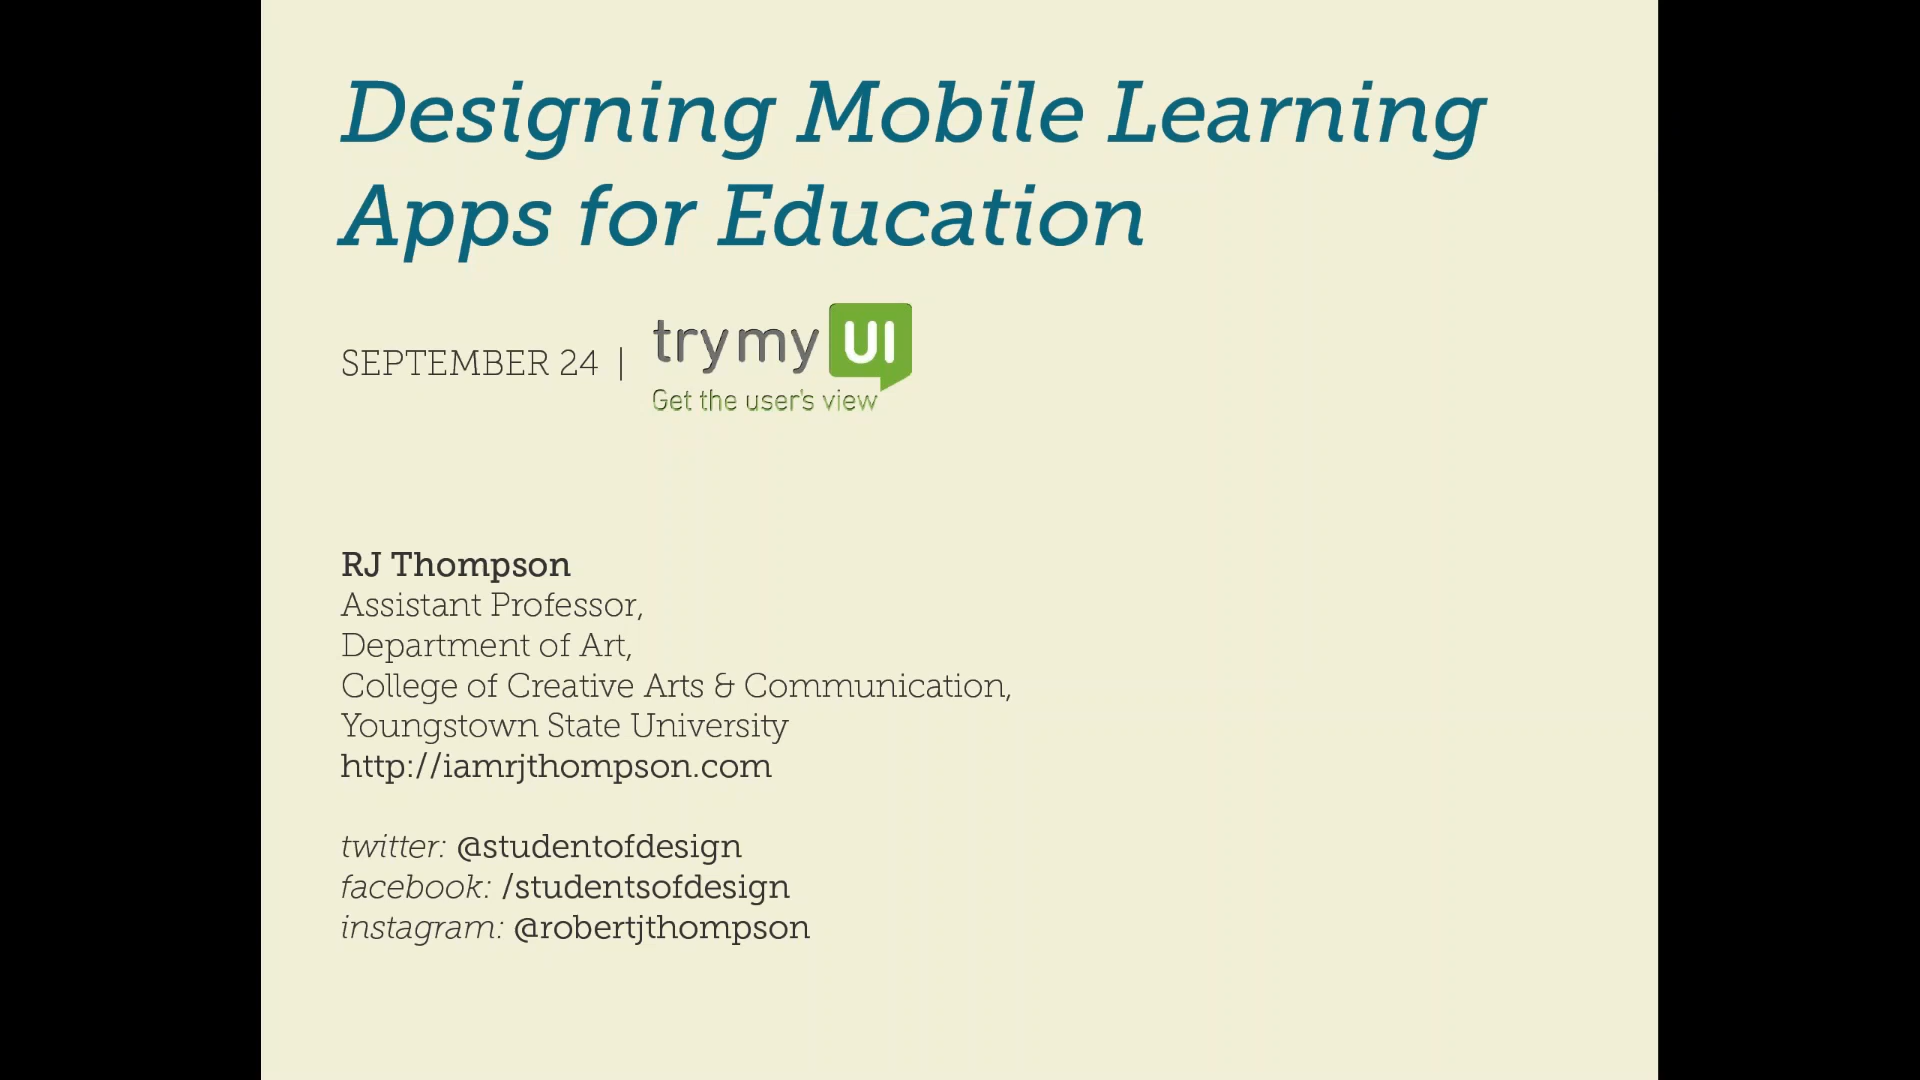 Designing Mobile Learning
Apps for Education
SEPTEMBER 24 | trymyUI
Get the user's view
RJ Thompson
Assistant Professor,
Department of Art,
College of Creative Arts & Communication,
Youngstown State University
http://iamrjthompson.com
twitter: @studentofdesign
facebook: /studentsofdesign
instagram: @robertjthompson